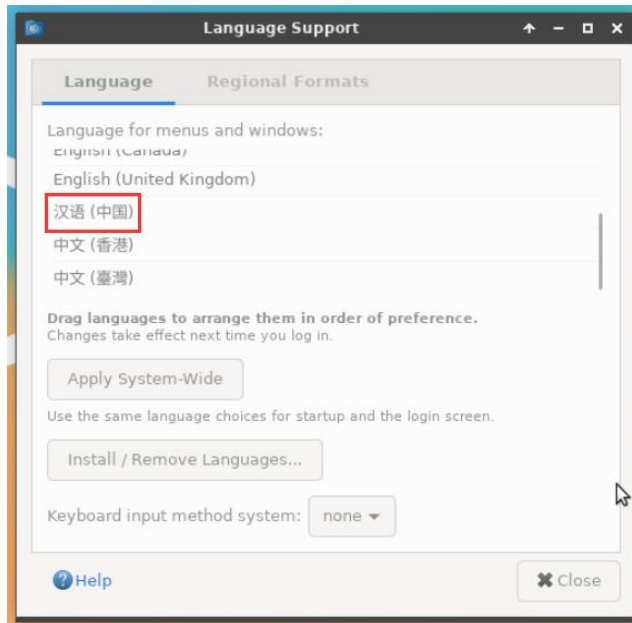 Language Support
Language Regional Formats
Language for menus and windows:
English (Canada)
English (United Kingdom)
汉语 (中国)
中文 (香港)
中文 (臺灣)
Drag languages to arrange them in order of preference.
Changes take effect next time you log in.
Apply System-Wide
Use the same language choices for startup and the login screen.
Install / Remove Languages...
Keyboard input method system: none
Help Close